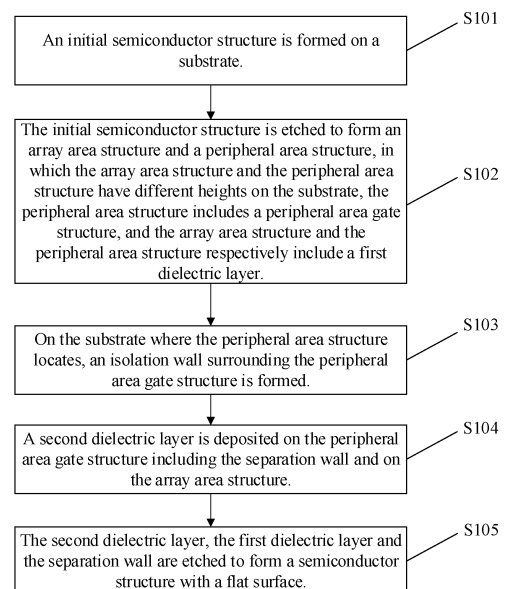 S101
An initial semiconductor structure is formed on a
substrate.
The initial semiconductor structure is etched to form an
array area structure and a peripheral area structure, in
which the array area structure and the peripheral area
structure have different heights on the substrate, the
peripheral area structure includes a peripheral area gate
structure, and the array area structure and the
peripheral area structure respectively include a first
dielectric layer.
S102
On the substrate where the peripheral area structure
locates, an isolation wall surrounding the peripheral
area gate structure is formed.
S103
A second dielectric layer is deposited on the peripheral
area gate structure including the separation wall and on
the array area structure.
S104
The second dielectric layer, the first dielectric layer and
the separation wall are etched to form a semiconductor
structure with a flat surface.
S105